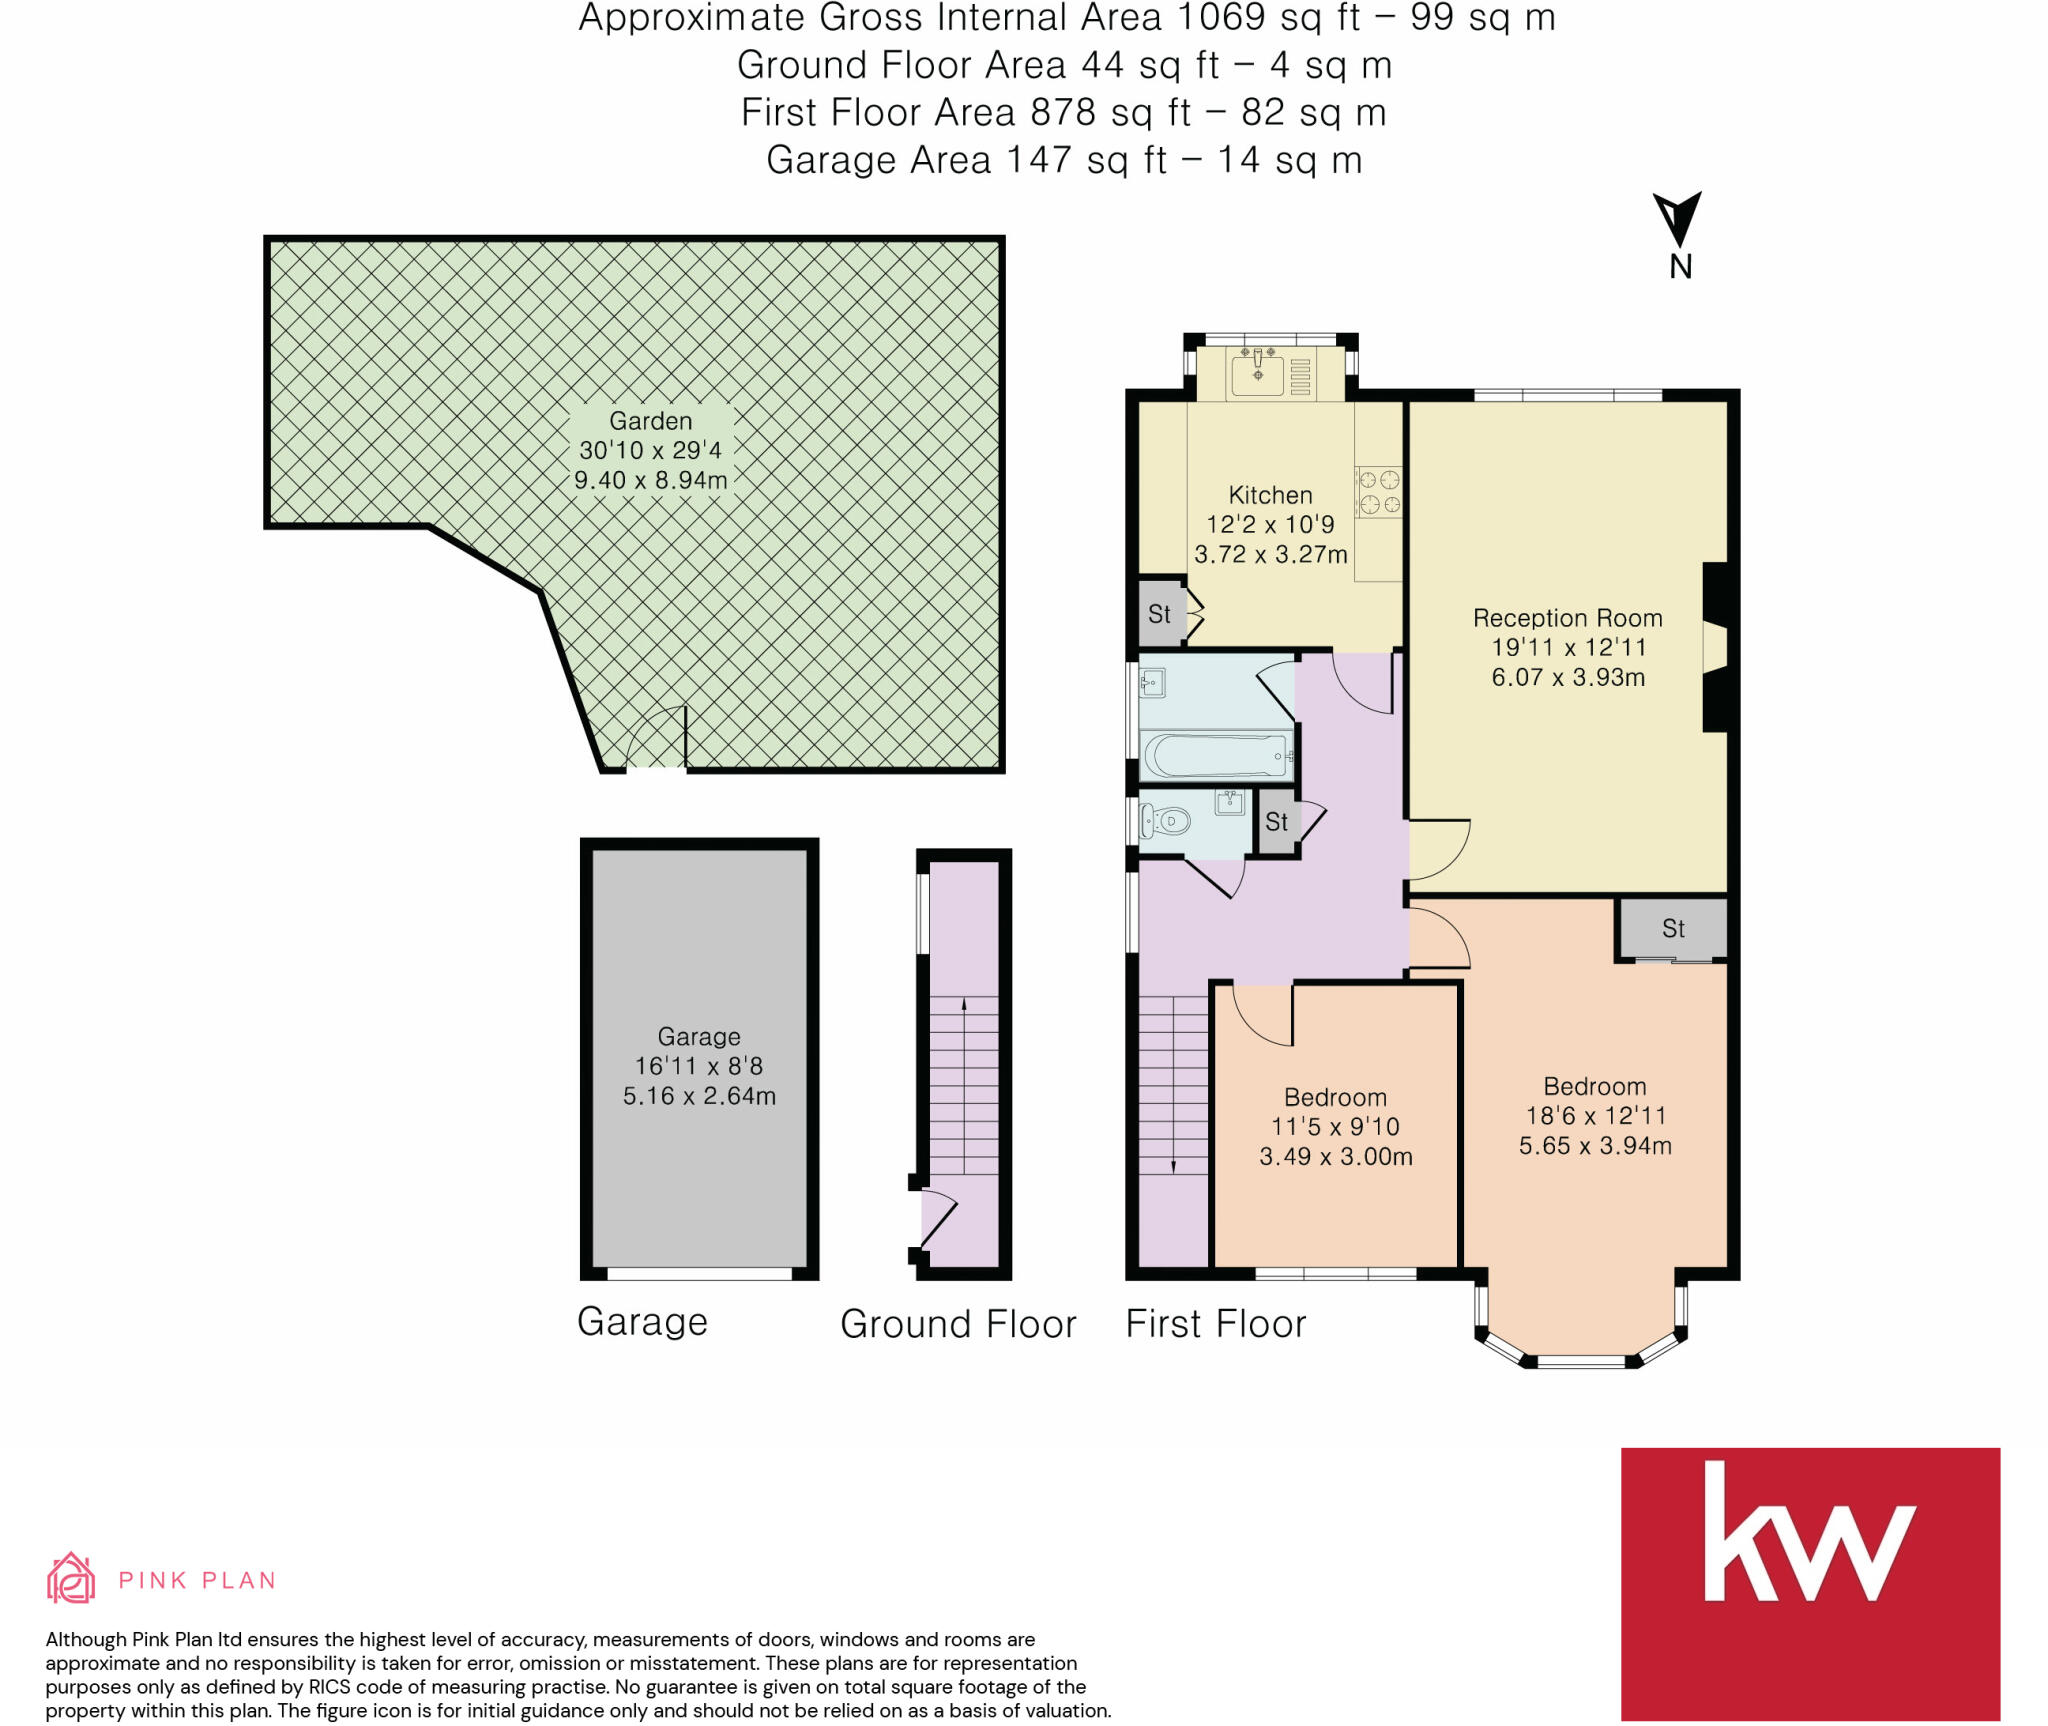 Approximate Gross Internal Area 1069 sq ft – 99 sq m
Ground Floor Area 44 sq ft – 4 sq m
First Floor Area 878 sq ft – 82 sq m
Garage Area 147 sq ft – 14 sq m
N
Garden
30'10 x 29'4
9.40 x 8.94m
Kitchen
12'2 x 10'9
3.72 x 3.27m
St
Reception Room
19'11 x 12'11
6.07 x 3.93m
St
St
Garage
16'11 x 8'8
5.16 x 2.64m
Bedroom
11'5 x 9'10
3.49 x 3.00m
Bedroom
18'6 x 12'11
5.65 x 3.94m
Garage
Ground Floor
First Floor
kw
PINK PLAN
Although Pink Plan ltd ensures the highest level of accuracy, measurements of doors, windows and rooms are
approximate and no responsibility is taken for error, omission or misstatement. These plans are for representation
purposes only as defined by RICS code of measuring practise. No guarantee is given on total square footage of the
property within this plan. The figure icon is for initial guidance only and should not be relied on as a basis of valuation.